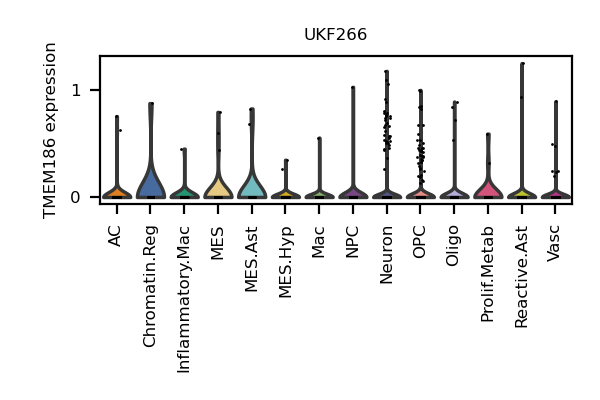 UKF266
TMEM186 expression
1
0
AC
Chromatin.Reg
Inflammatory.Mac
MES
MES.Ast
MES.Hyp
Mac
NPC
Neuron
OPC
Oligo
Prolif.Metab
Reactive.Ast
Vasc